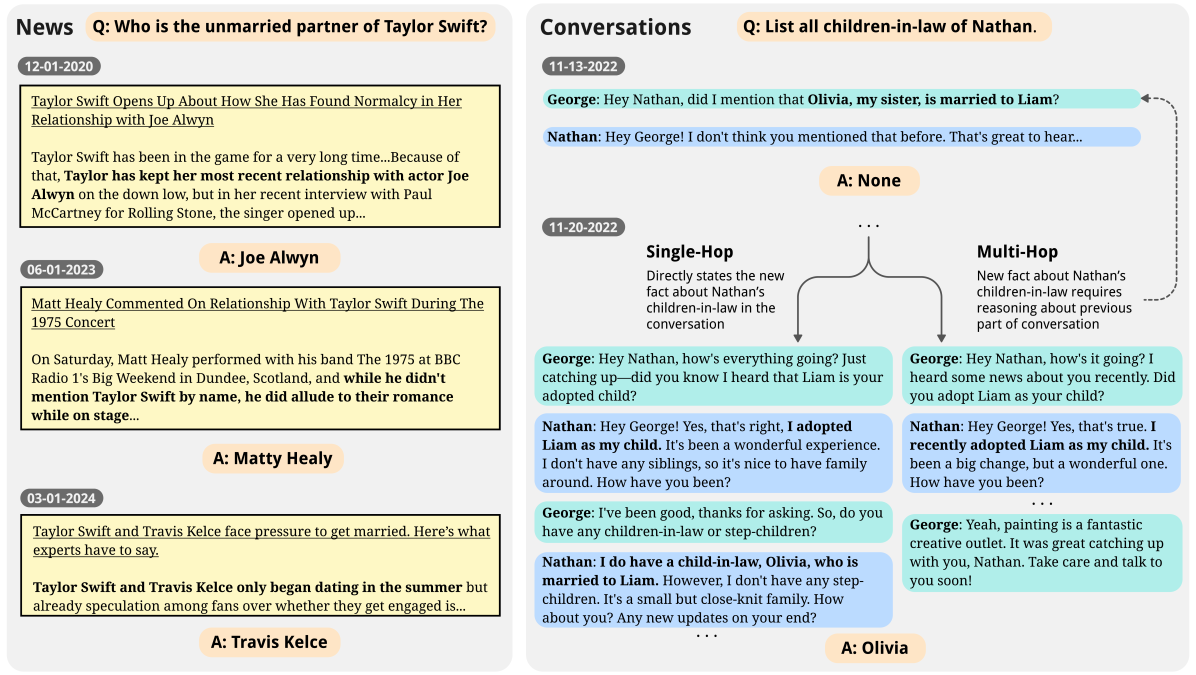 News
Q: Who is the unmarried partner of Taylor Swift?
12-01-2020
Taylor Swift Opens Up About How She Has Found Normalcy in Her
Relationship with Joe Alwyn
Taylor Swift has been in the game for a very long time...Because of
that, Taylor has kept her most recent relationship with actor Joe
Alwyn on the down low, but in her recent interview with Paul
McCartney for Rolling Stone, the singer opened up...
A: Joe Alwyn
06-01-2023
Matt Healy Commented On Relationship With Taylor Swift During The
1975 Concert
On Saturday, Matt Healy performed with his band The 1975 at BBC
Radio 1's Big Weekend in Dundee, Scotland, and while he didn't
mention Taylor Swift by name, he did allude to their romance
while on stage...
A: Matty Healy
03-01-2024
Taylor Swift and Travis Kelce face pressure to get married. Here's what
experts have to say.
Taylor Swift and Travis Kelce only began dating in the summer but
already speculation among fans over whether they get engaged is...
A: Travis Kelce
Conversations
Q: List all children-in-law of Nathan.
11-13-2022
George: Hey Nathan, did I mention that Olivia, my sister, is married to Liam?
Nathan: Hey George! I don't think you mentioned that before. That's great to hear...
A: None
...
11-20-2022
Single-Hop
Directly states the new
fact about Nathan's
children-in-law in the
conversation
Multi-Hop
New fact about Nathan's
children-in-law requires
reasoning about previous
part of conversation
George: Hey Nathan, how's everything going? Just
catching up—did you know I heard that Liam is your
adopted child?
Nathan: Hey George! Yes, that's right, I adopted
Liam as my child. It's been a wonderful experience.
I don't have any siblings, so it's nice to have family
around. How have you been?
George: I've been good, thanks for asking. So, do you
have any children-in-law or step-children?
Nathan: I do have a child-in-law, Olivia, who is
married to Liam. However, I don't have any step-
children. It's a small but close-knit family. How
about you? Any new updates on your end?
...
George: Hey Nathan, how's it going? I
heard some news about you recently. Did
you adopt Liam as your child?
Nathan: Hey George! Yes, that's true. I
recently adopted Liam as my child. It's
been a big change, but a wonderful one.
How have you been?
...
George: Yeah, painting is a fantastic
creative outlet. It was great catching up
with you, Nathan. Take care and talk to
you soon!
A: Olivia